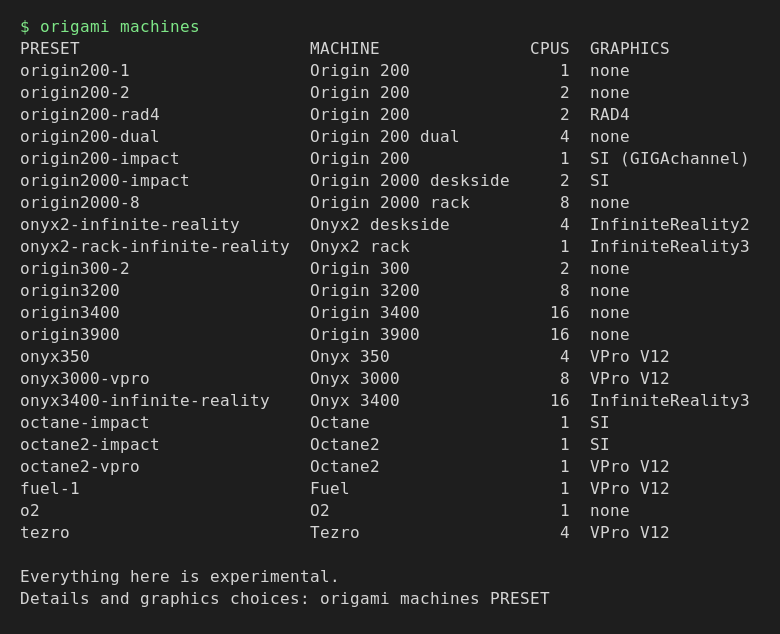 $ origami machines
PRESET MACHINE CPUS GRAPHICS
origin200-1 Origin 200 1 none
origin200-2 Origin 200 2 none
origin200-rad4 Origin 200 2 RAD4
origin200-dual Origin 200 dual 4 none
origin200-impact Origin 200 1 SI (GIGAchannel)
origin2000-impact Origin 2000 deskside 2 SI
origin2000-8 Origin 2000 rack 8 none
onyx2-infinite-reality Onyx2 deskside 4 InfiniteReality2
onyx2-rack-infinite-reality Onyx2 rack 1 InfiniteReality3
origin300-2 Origin 300 2 none
origin3200 Origin 3200 8 none
origin3400 Origin 3400 16 none
origin3900 Origin 3900 16 none
onyx350 Onyx 350 4 VPro V12
onyx3000-vpro Onyx 3000 8 VPro V12
onyx3400-infinite-reality Onyx 3400 16 InfiniteReality3
octane-impact Octane 1 SI
octane2-impact Octane2 1 SI
octane2-vpro Octane2 1 VPro V12
fuel-1 Fuel 1 VPro V12
o2 O2 1 none
tezro Tezro 4 VPro V12
Everything here is experimental.
Details and graphics choices: origami machines PRESET